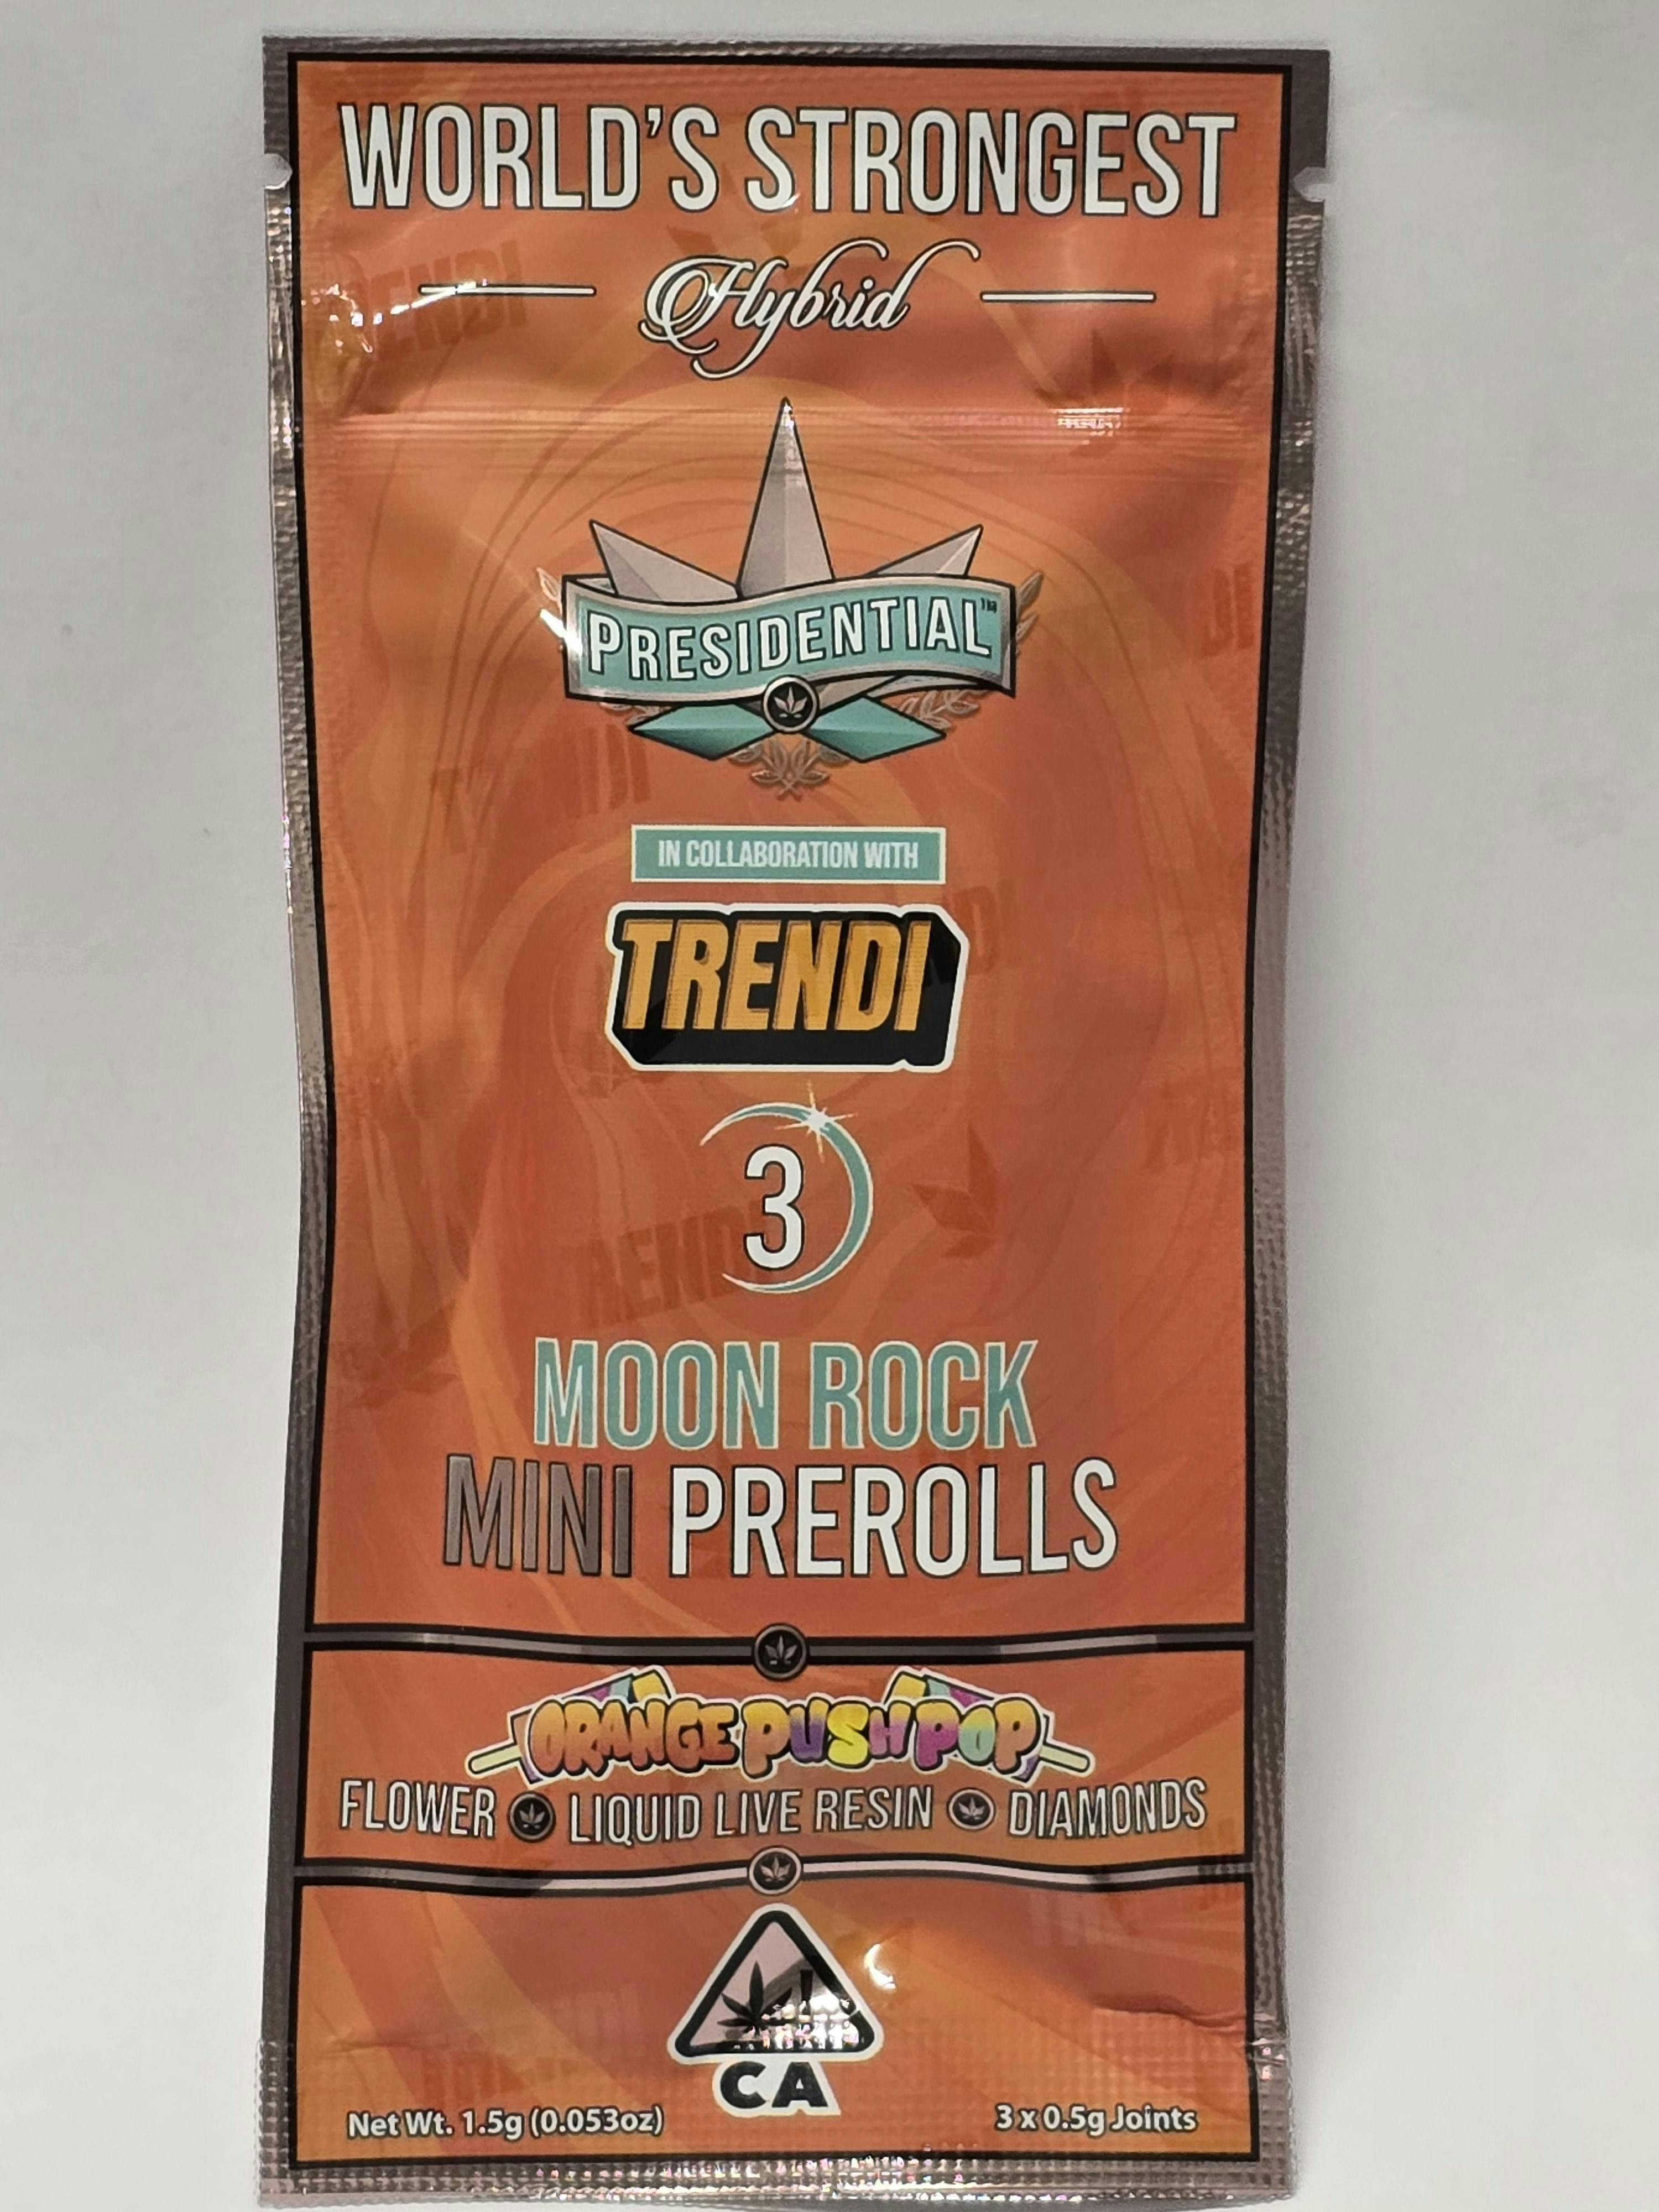 WORLD'S STRONGEST
Hybrid
PRESIDENTIAL™
IN COLLABORATION WITH
TRENDI
3
MOON ROCK
MINI PREROLLS
ORANGE PUSH POP
FLOWER LIQUID LIVE RESIN DIAMONDS
!
CA
Net Wt. 1.5g (0.053oz) 3 x 0.5g Joints